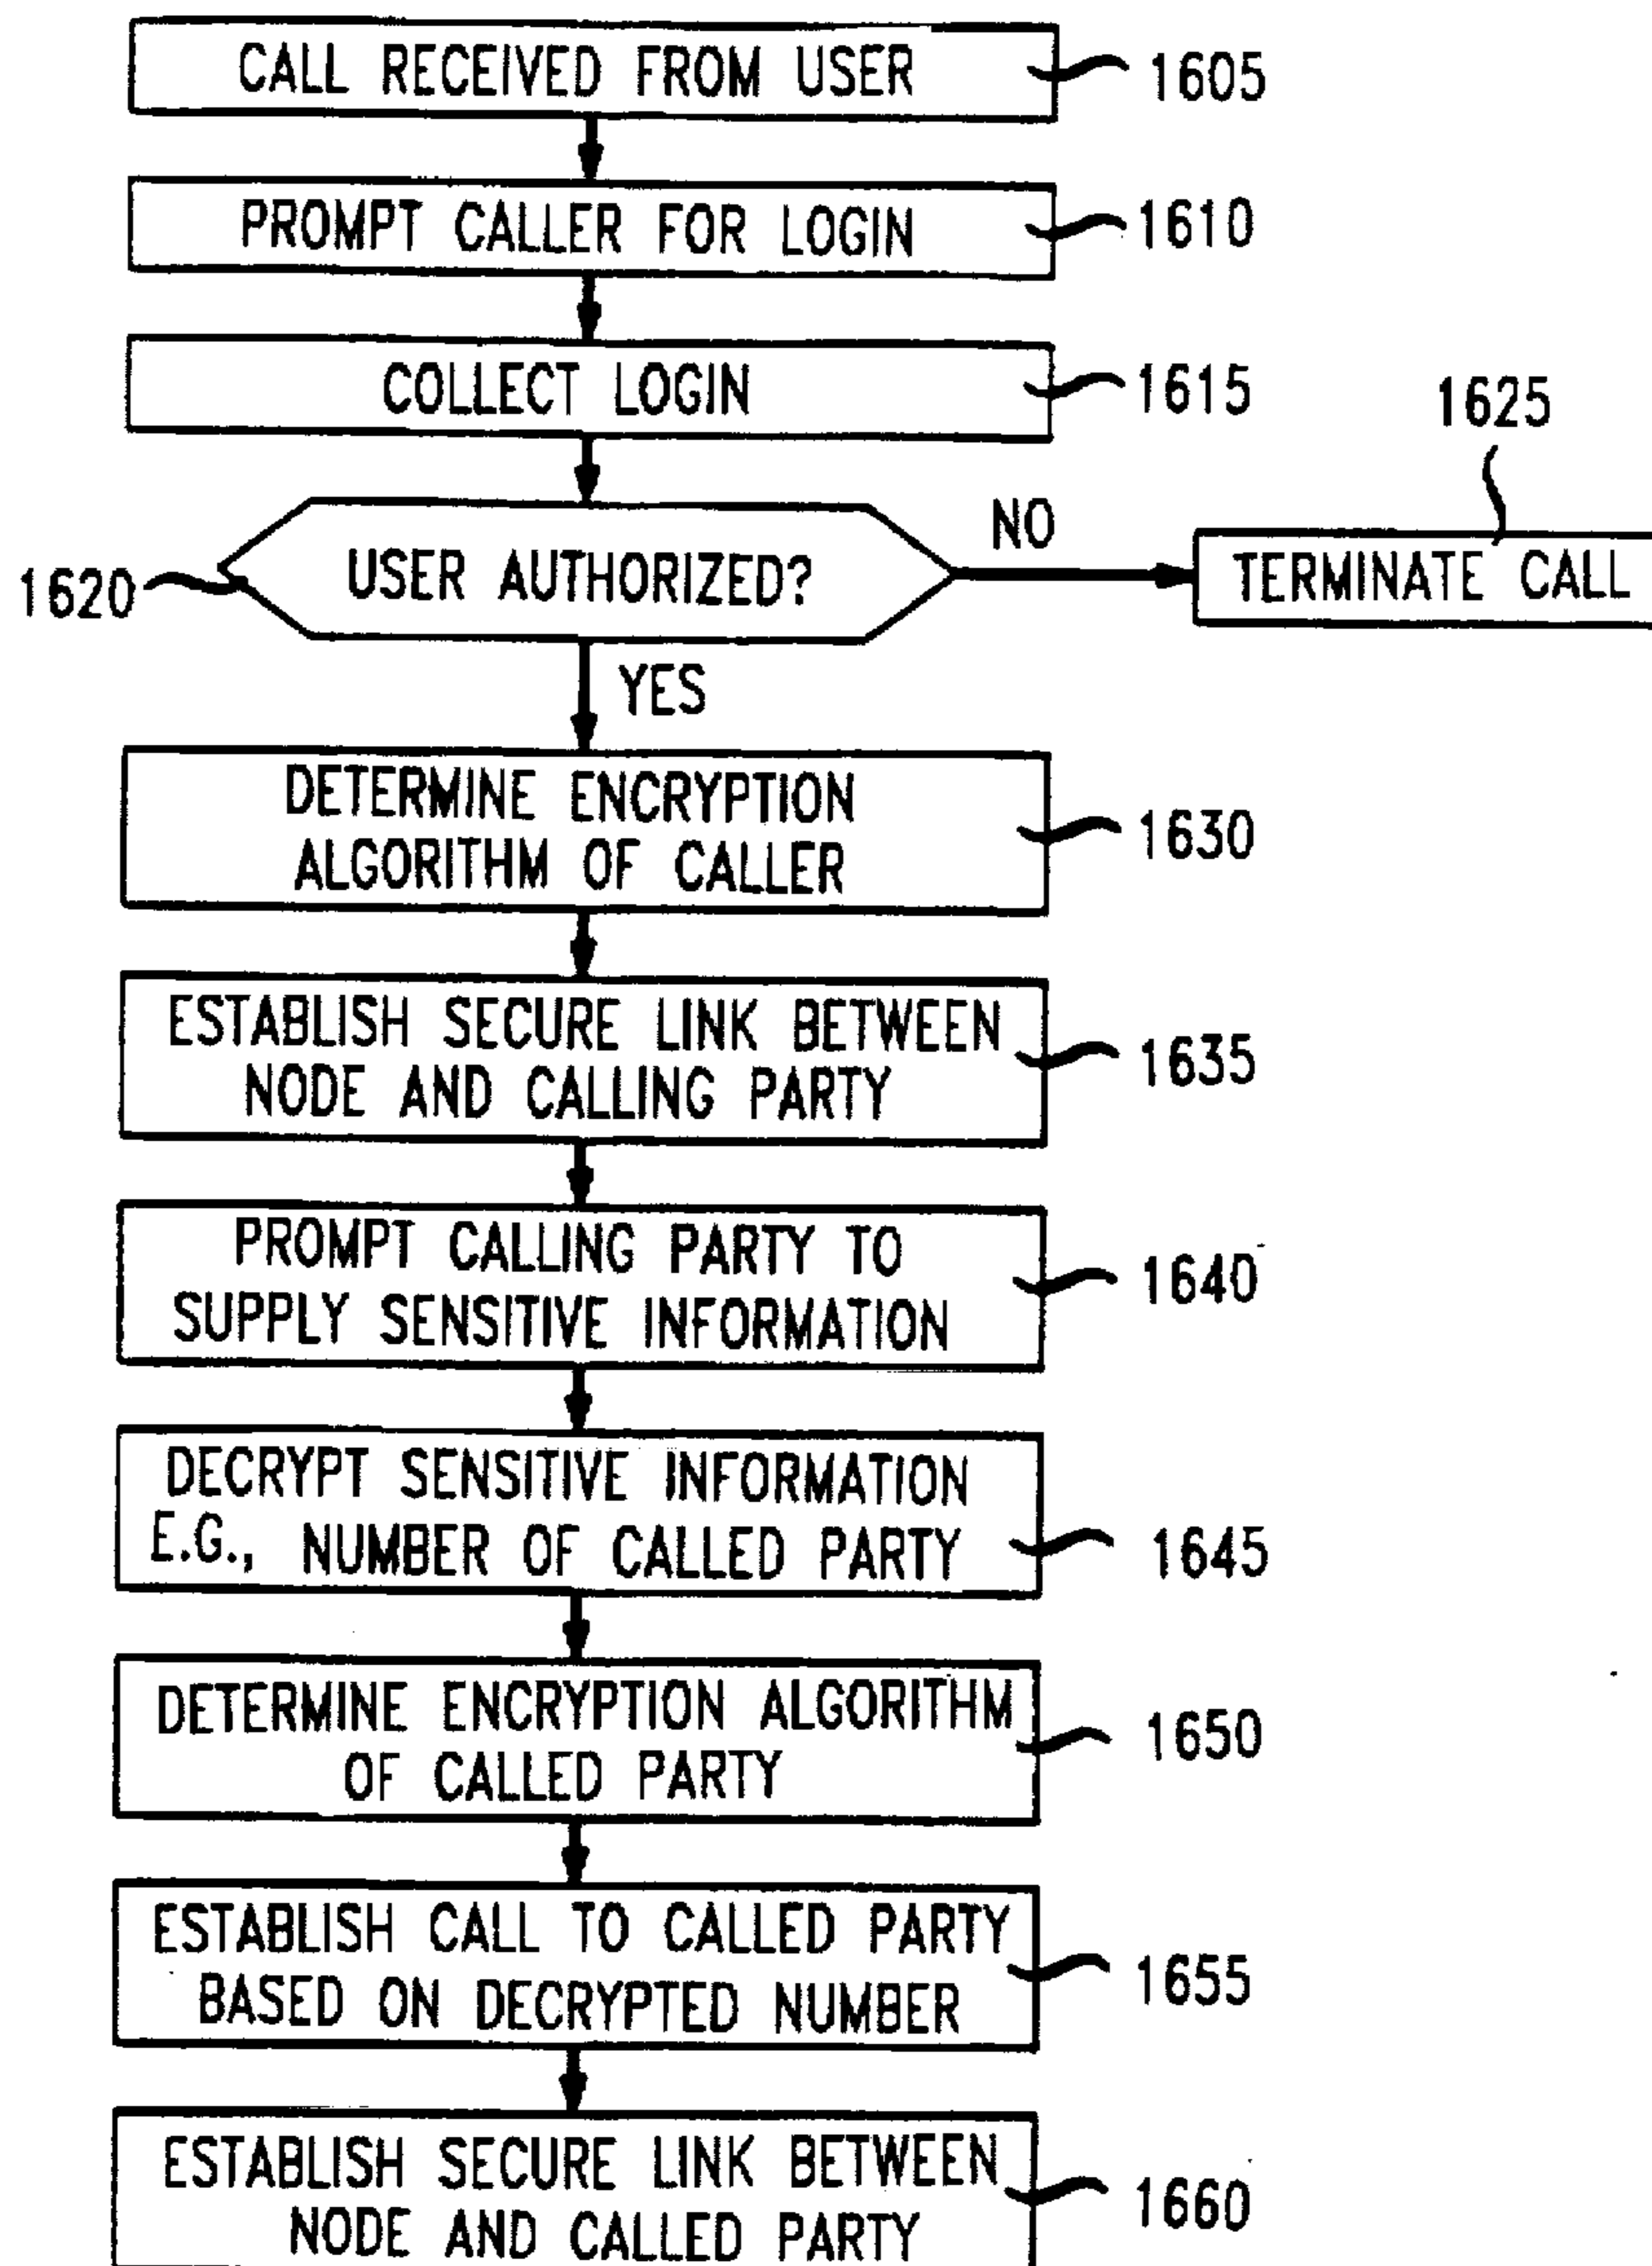 CALL RECEIVED FROM USER
1605
PROMPT CALLER FOR LOGIN
1610
COLLECT LOGIN
1615
1625
USER AUTHORIZED?
1620
NO
TERMINATE CALL
YES
DETERMINE ENCRYPTION
ALGORITHM OF CALLER
1630
ESTABLISH SECURE LINK BETWEEN
NODE AND CALLING PARTY
1635
PROMPT CALLING PARTY TO
SUPPLY SENSITIVE INFORMATION
1640
DECRYPT SENSITIVE INFORMATION
E.G., NUMBER OF CALLED PARTY
1645
DETERMINE ENCRYPTION ALGORITHM
OF CALLED PARTY
1650
ESTABLISH CALL TO CALLED PARTY
BASED ON DECRYPTED NUMBER
1655
ESTABLISH SECURE LINK BETWEEN
NODE AND CALLED PARTY
1660